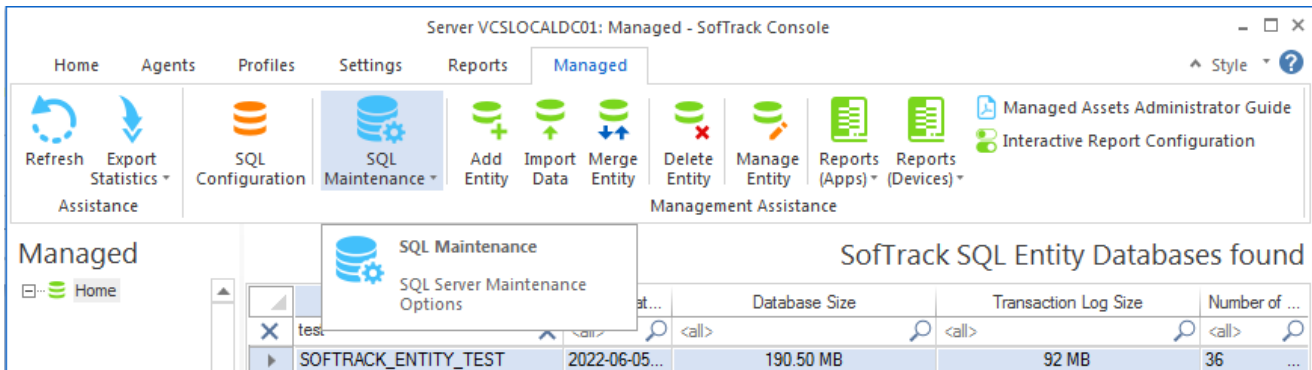 Server VCSLOCALDC01: Managed - SofTrack Console
Home Agents Profiles Settings Reports Managed Style ?
Refresh Export Statistics
SQL Configuration
SQL Maintenance
Add Entity
Import Data
Merge Entity
Delete Entity
Manage Entity
Reports (Apps)
Reports (Devices)
Managed Assets Administrator Guide
Interactive Report Configuration
Assistance Management Assistance
Managed
Home
SQL Maintenance
SQL Server Maintenance
Options
SofTrack SQL Entity Databases found
Database Size Transaction Log Size Number of ...
test <all> <all> <all>
SOFTRACK_ENTITY_TEST 2022-06-05... 190.50 MB 92 MB 36 ...